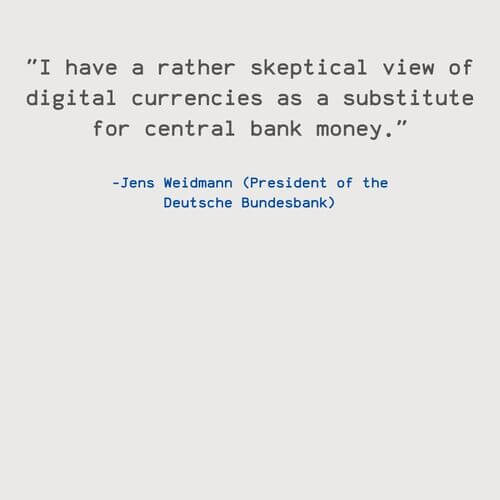 "I have a rather skeptical view of
digital currencies as a substitute
for central bank money."
-Jens Weidmann (President of the
Deutsche Bundesbank)